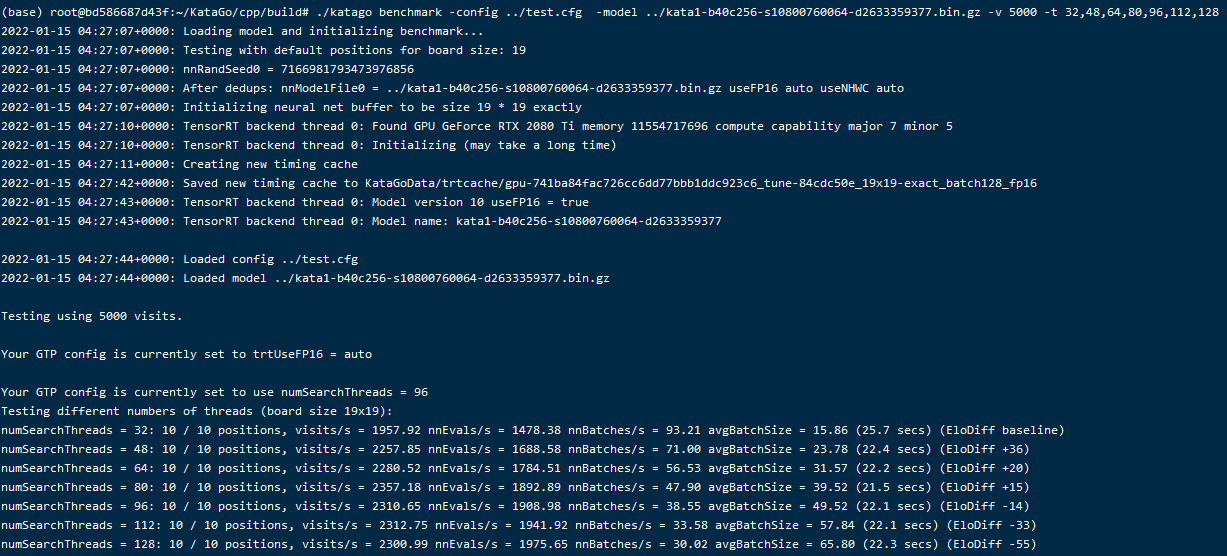 (base) root@bd586687d43f:~/KataGo/cpp/build# ./katago benchmark -config ../test.cfg  -model ../kata1-b40c256-s10800760064-d2633359377.bin.gz -v 5000 -t 32,48,64,80,96,112,128
2022-01-15 04:27:07+0000: Loading model and initializing benchmark...
2022-01-15 04:27:07+0000: Testing with default positions for board size: 19
2022-01-15 04:27:07+0000: nnRandSeed0 = 7166981793473976856
2022-01-15 04:27:07+0000: After dedups: nnModelFile0 = ../kata1-b40c256-s10800760064-d2633359377.bin.gz useFP16 auto useNHWC auto
2022-01-15 04:27:07+0000: Initializing neural net buffer to be size 19 * 19 exactly
2022-01-15 04:27:10+0000: TensorRT backend thread 0: Found GPU GeForce RTX 2080 Ti memory 11554717696 compute capability major 7 minor 5
2022-01-15 04:27:10+0000: TensorRT backend thread 0: Initializing (may take a long time)
2022-01-15 04:27:11+0000: Creating new timing cache
2022-01-15 04:27:42+0000: Saved new timing cache to KataGoData/trtcache/gpu-741ba84fac726cc6dd77bbb1ddc923c6_tune-84cdc50e_19x19-exact_batch128_fp16
2022-01-15 04:27:43+0000: TensorRT backend thread 0: Model version 10 useFP16 = true
2022-01-15 04:27:43+0000: TensorRT backend thread 0: Model name: kata1-b40c256-s10800760064-d2633359377
2022-01-15 04:27:44+0000: Loaded config ../test.cfg
2022-01-15 04:27:44+0000: Loaded model ../kata1-b40c256-s10800760064-d2633359377.bin.gz
Testing using 5000 visits.
Your GTP config is currently set to trtUseFP16 = auto
Your GTP config is currently set to use numSearchThreads = 96
Testing different numbers of threads (board size 19x19):
numSearchThreads = 32: 10 / 10 positions, visits/s = 1957.92 nnEvals/s = 1478.38 nnBatches/s = 93.21 avgBatchSize = 15.86 (25.7 secs) (EloDiff baseline)
numSearchThreads = 48: 10 / 10 positions, visits/s = 2257.85 nnEvals/s = 1688.58 nnBatches/s = 71.00 avgBatchSize = 23.78 (22.4 secs) (EloDiff +36)
numSearchThreads = 64: 10 / 10 positions, visits/s = 2280.52 nnEvals/s = 1784.51 nnBatches/s = 56.53 avgBatchSize = 31.57 (22.2 secs) (EloDiff +20)
numSearchThreads = 80: 10 / 10 positions, visits/s = 2357.18 nnEvals/s = 1892.89 nnBatches/s = 47.90 avgBatchSize = 39.52 (21.5 secs) (EloDiff +15)
numSearchThreads = 96: 10 / 10 positions, visits/s = 2310.65 nnEvals/s = 1908.98 nnBatches/s = 38.55 avgBatchSize = 49.52 (22.1 secs) (EloDiff -14)
numSearchThreads = 112: 10 / 10 positions, visits/s = 2312.75 nnEvals/s = 1941.92 nnBatches/s = 33.58 avgBatchSize = 57.84 (22.1 secs) (EloDiff -33)
numSearchThreads = 128: 10 / 10 positions, visits/s = 2300.99 nnEvals/s = 1975.65 nnBatches/s = 30.02 avgBatchSize = 65.80 (22.3 secs) (EloDiff -55)